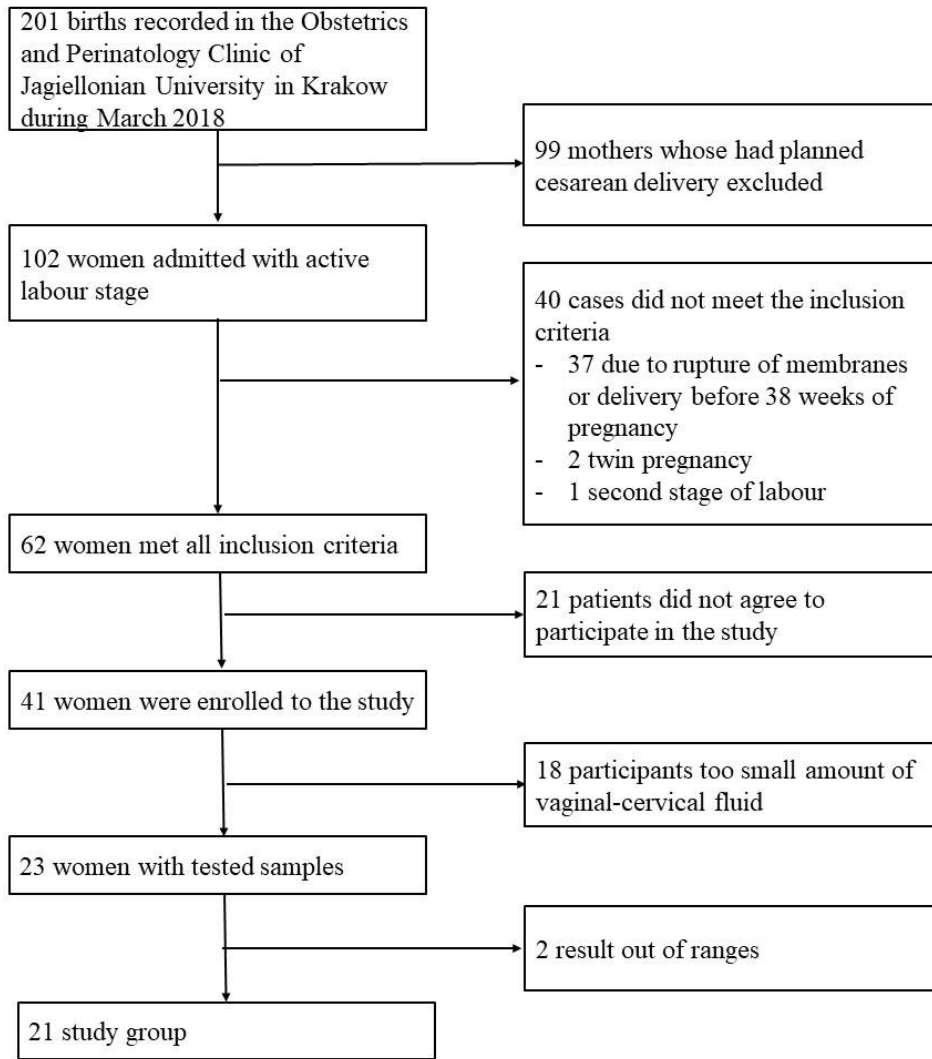 201 births recorded in the Obstetrics
and Perinatology Clinic of
Jagiellonian University in Krakow
during March 2018
99 mothers whose had planned
cesarean delivery excluded
102 women admitted with active
labour stage
40 cases did not meet the inclusion
criteria
- 37 due to rupture of membranes
or delivery before 38 weeks of
pregnancy
- 2 twin pregnancy
- 1 second stage of labour
62 women met all inclusion criteria
21 patients did not agree to
participate in the study
41 women were enrolled to the study
18 participants too small amount of
vaginal-cervical fluid
23 women with tested samples
2 result out of ranges
21 study group